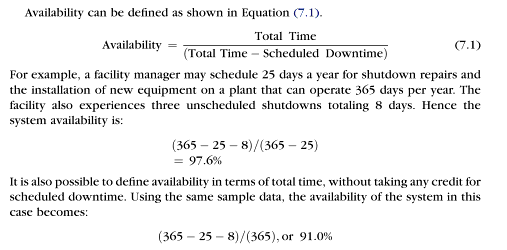 Availability can be defined as shown in Equation (7.1).
Availability = Total Time / (Total Time − Scheduled Downtime) (7.1)
For example, a facility manager may schedule 25 days a year for shutdown repairs and
the installation of new equipment on a plant that can operate 365 days per year. The
facility also experiences three unscheduled shutdowns totaling 8 days. Hence the
system availability is:
(365 − 25 − 8)/(365 − 25)
= 97.6%
It is also possible to define availability in terms of total time, without taking any credit for
scheduled downtime. Using the same sample data, the availability of the system in this
case becomes:
(365 − 25 − 8)/(365), or 91.0%